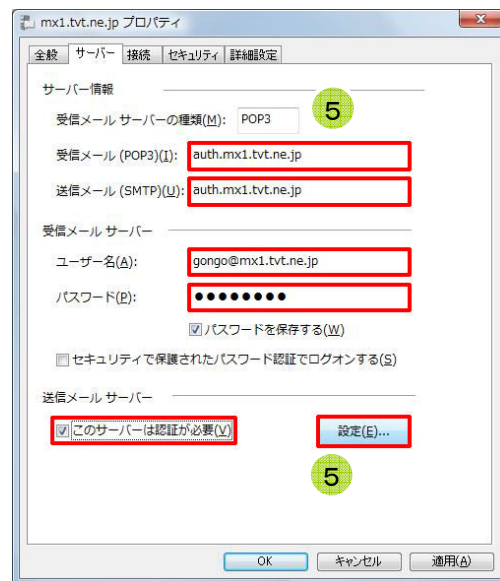 mx1.tvt.ne.jp プロパティ
全般 サーバー 接続 セキュリティ 詳細設定
サーバー情報
5
受信メール サーバーの種類(M): POP3
受信メール (POP3)(I): auth.mx1.tvt.ne.jp
送信メール (SMTP)(U): auth.mx1.tvt.ne.jp
受信メール サーバー
ユーザー名(A): gongo@mx1.tvt.ne.jp
パスワード(P): ●●●●●●●●
パスワードを保存する(W)
セキュリティで保護されたパスワード認証でログオンする(S)
送信メール サーバー
このサーバーは認証が必要(V) 設定(E)...
5
OK キャンセル 適用(A)